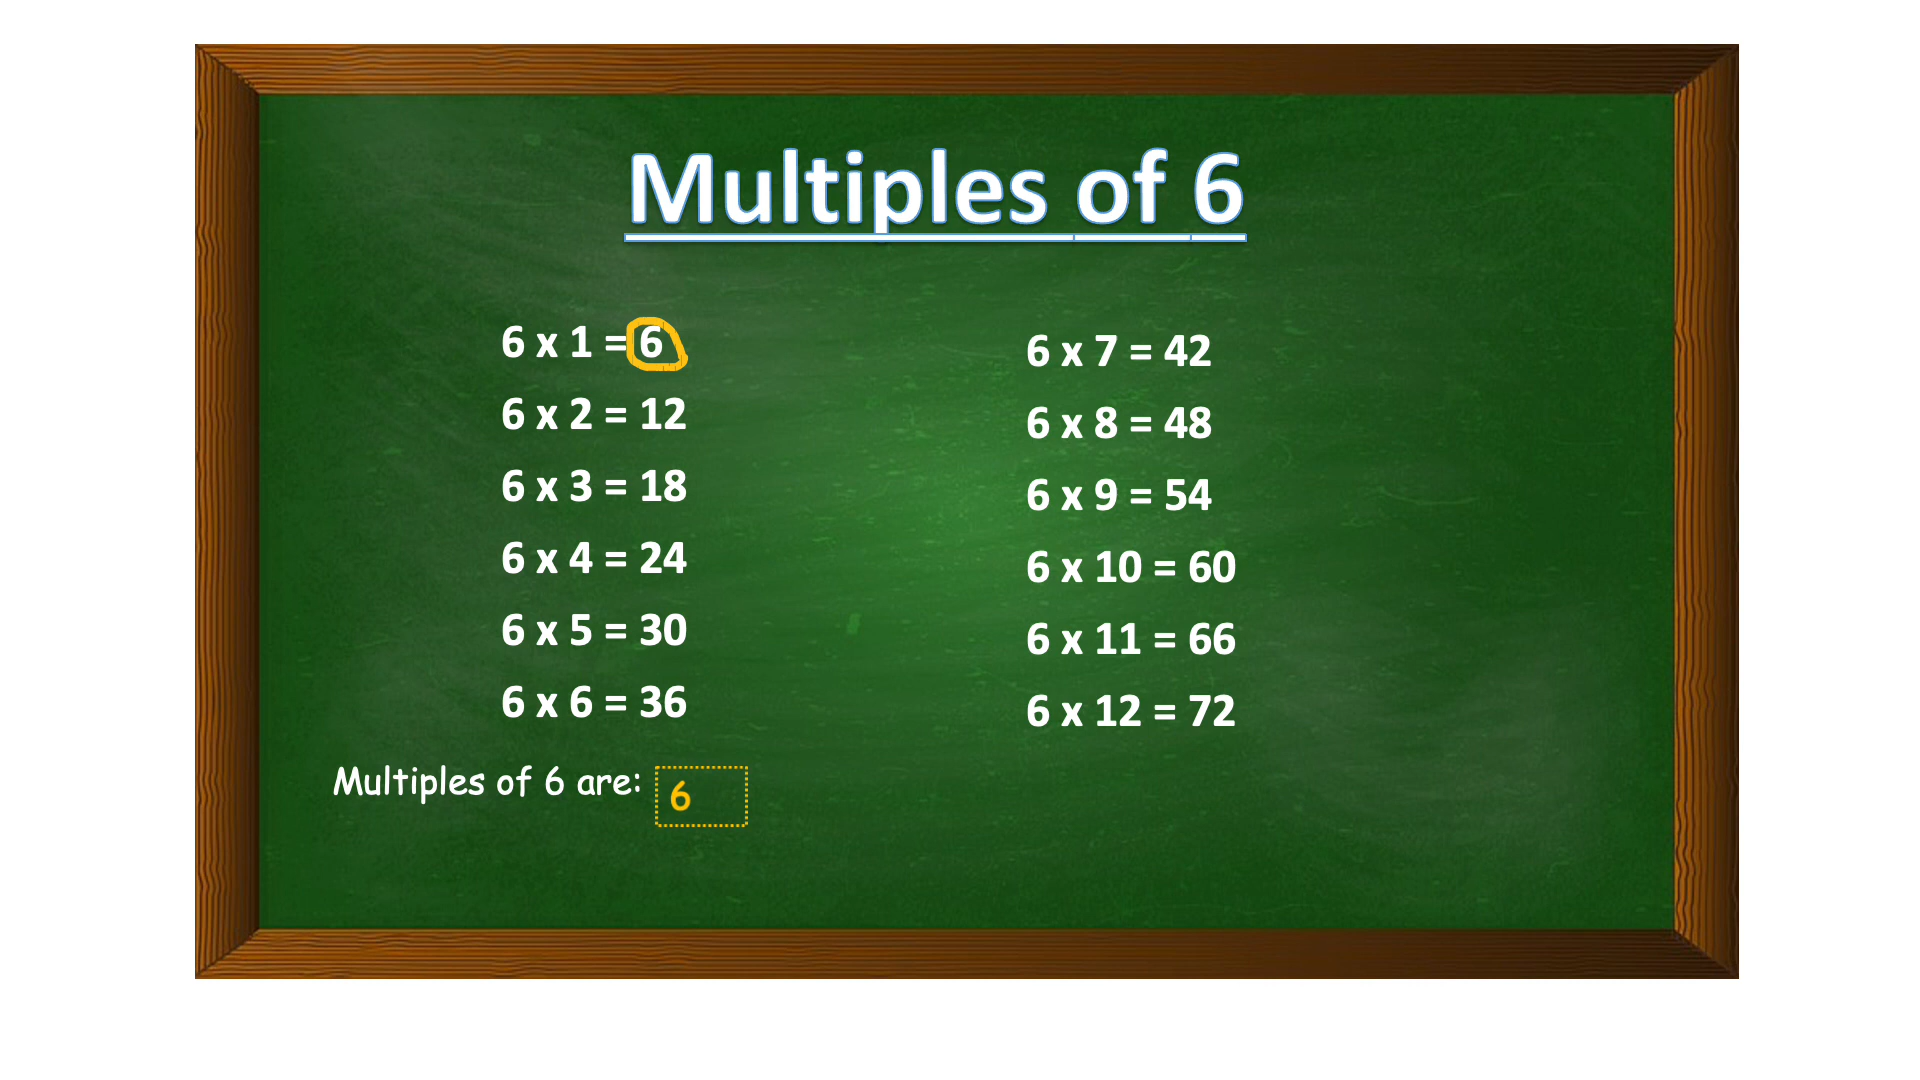 Multiples of 6
6 x 1 = 6
6 x 2 = 12
6 x 3 = 18
6 x 4 = 24
6 x 5 = 30
6 x 6 = 36
6 x 7 = 42
6 x 8 = 48
6 x 9 = 54
6 x 10 = 60
6 x 11 = 66
6 x 12 = 72
Multiples of 6 are: 6